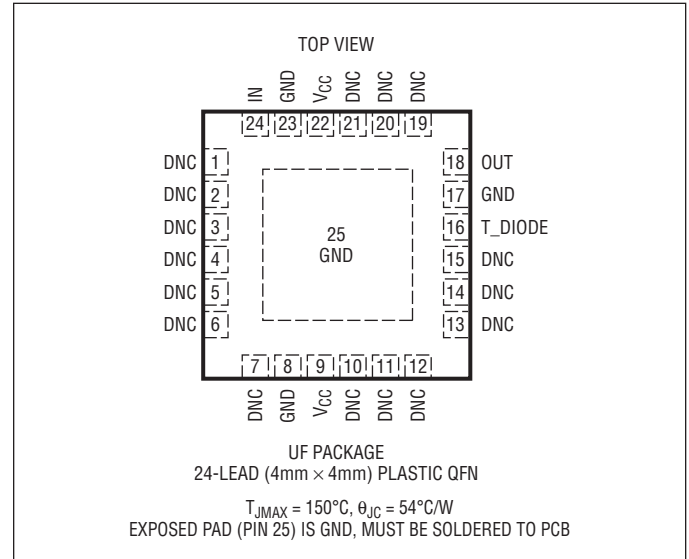 TOP VIEW
IN GND VCC DNC DNC DNC
24 23 22 21 20 19
DNC 1 18 OUT
DNC 2 17 GND
DNC 3 16 T_DIODE
DNC 4 15 DNC
DNC 5 14 DNC
DNC 6 13 DNC
25
GND
7 8 9 10 11 12
DNC GND VCC DNC DNC DNC
UF PACKAGE
24-LEAD (4mm × 4mm) PLASTIC QFN
TJMAX = 150°C, θJC = 54°C/W
EXPOSED PAD (PIN 25) IS GND, MUST BE SOLDERED TO PCB